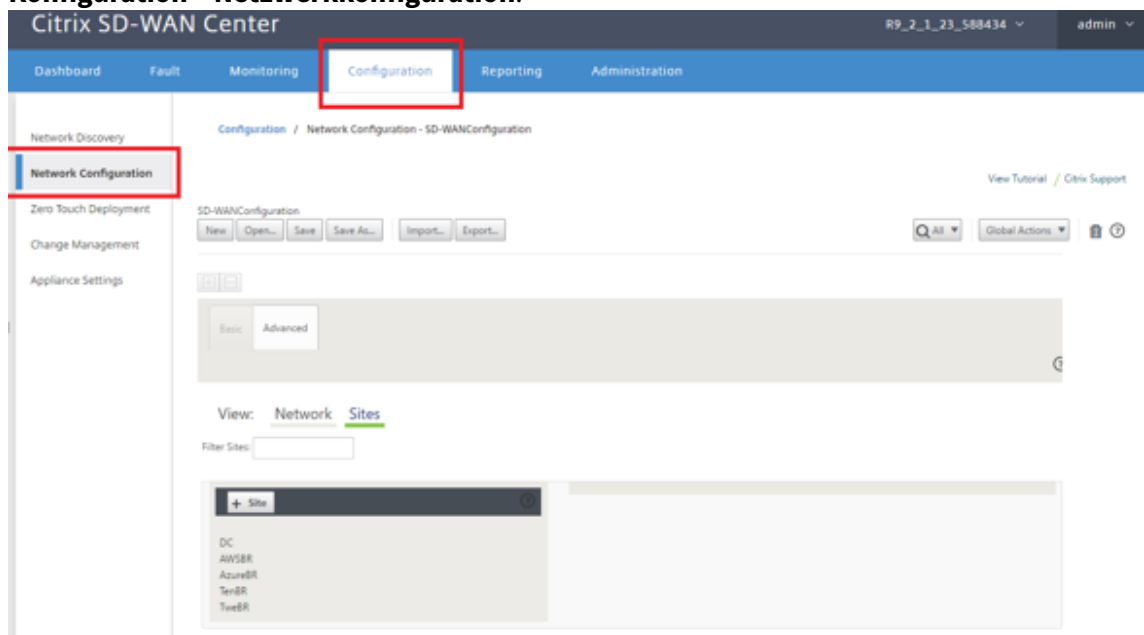 Citrix SD-WAN Center
R9_2_1_23_588434
admin
Dashboard Fault Monitoring Configuration Reporting Administration
Network Discovery
Network Configuration
Zero Touch Deployment
Change Management
Appliance Settings
Configuration / Network Configuration - SD-WANConfiguration
View Tutorial / Citrix Support
SD-WANConfiguration
New Open... Save Save As... Import... Export...
All Global Actions
Basic Advanced
View: Network Sites
Filter Sites:
+ Site
DC
AWSBR
AzureBR
TenBR
TweBR